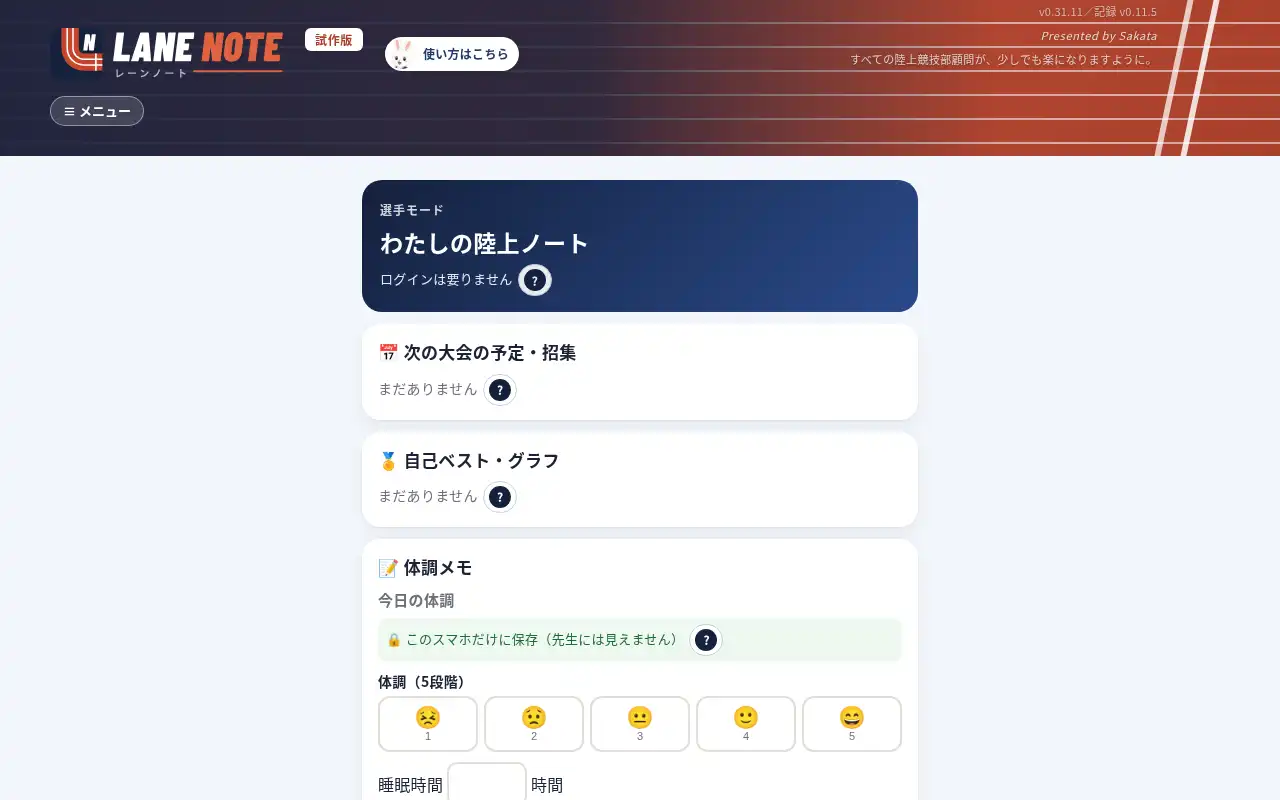 v0.31.11／記録 v0.11.5
LANE NOTE
レーンノート
試作版
使い方はこちら
Presented by Sakata
すべての陸上競技部顧問が、少しでも楽になりますように。
≡ メニュー
選手モード
わたしの陸上ノート
ログインは要りません ?
次の大会の予定・招集
まだありません ?
自己ベスト・グラフ
まだありません ?
体調メモ
今日の体調
このスマホだけに保存（先生には見えません） ?
体調（5段階）
1 2 3 4 5
睡眠時間 時間